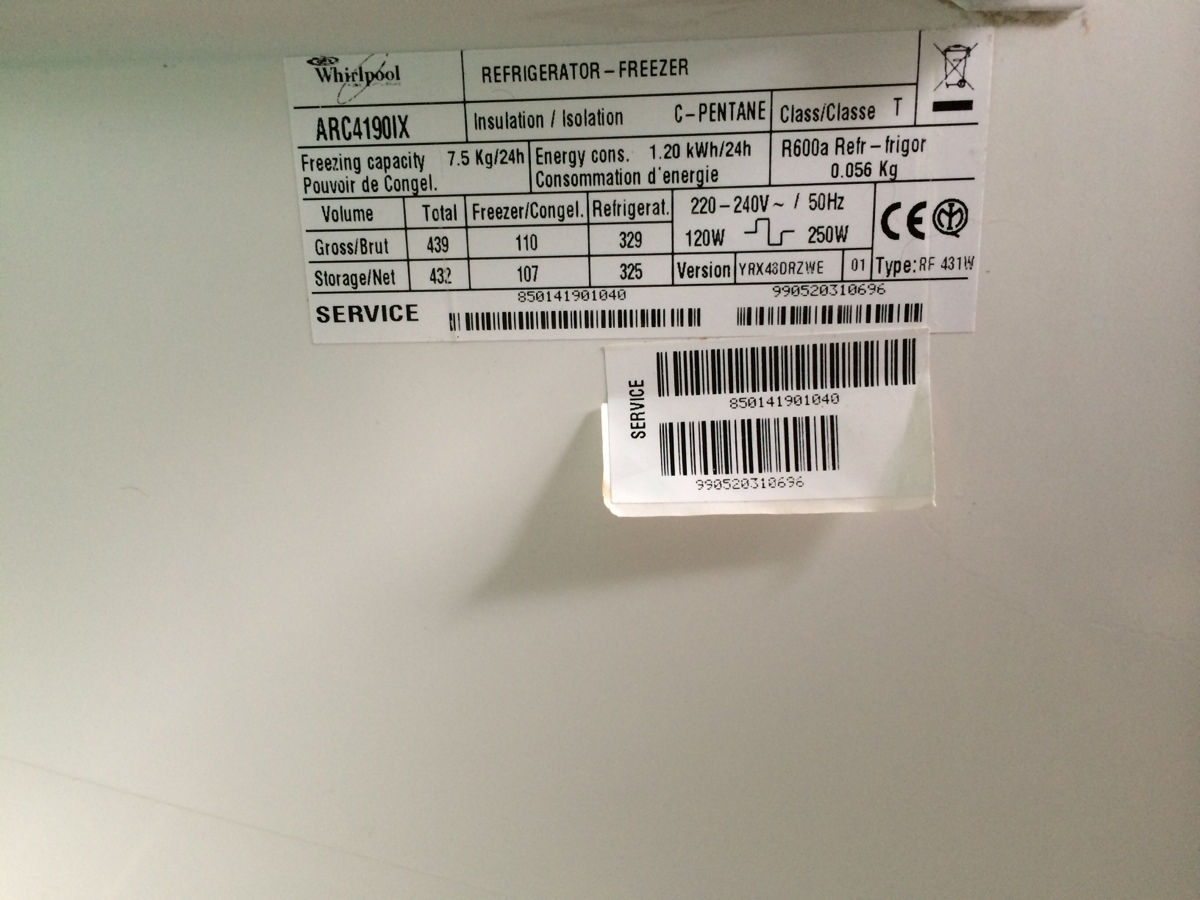 Whirlpool
REFRIGERATOR-FREEZER
ARC4190IX
Insulation / Isolation C-PENTANE
Class/Classe T
Freezing capacity 7.5 Kg/24h
Pouvoir de Congel.
Energy cons. 1.20 kWh/24h
Consommation d'energie
R600a Refr-frigor
0.056 Kg
Volume Total Freezer/Congel. Refrigerat.
Gross/Brut 439 110 329
Storage/Net 432 107 325
220-240V~ / 50Hz
120W 250W
CE
Version YRX48DRZWE 01 Type: RF 431W
SERVICE
850141901040 990520310696
SERVICE
850141901040
990520310696